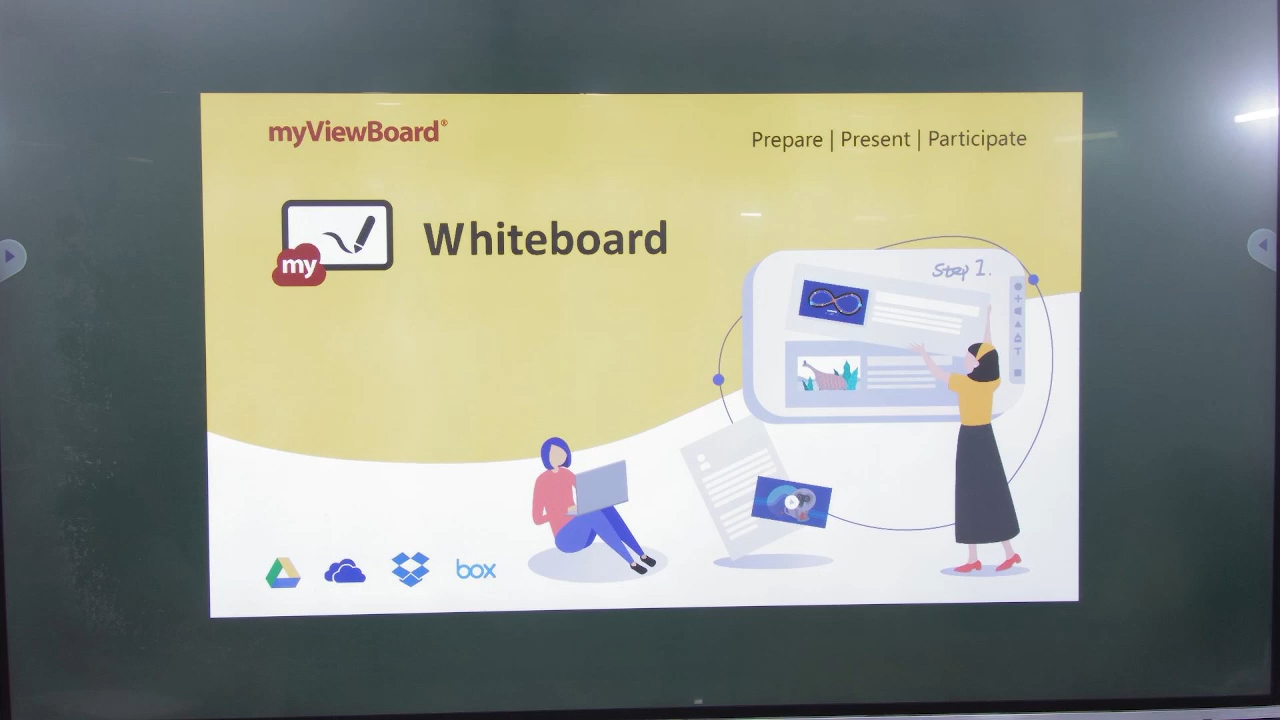 myViewBoard®
Prepare | Present | Participate
my
Whiteboard
Step 1.
T
box